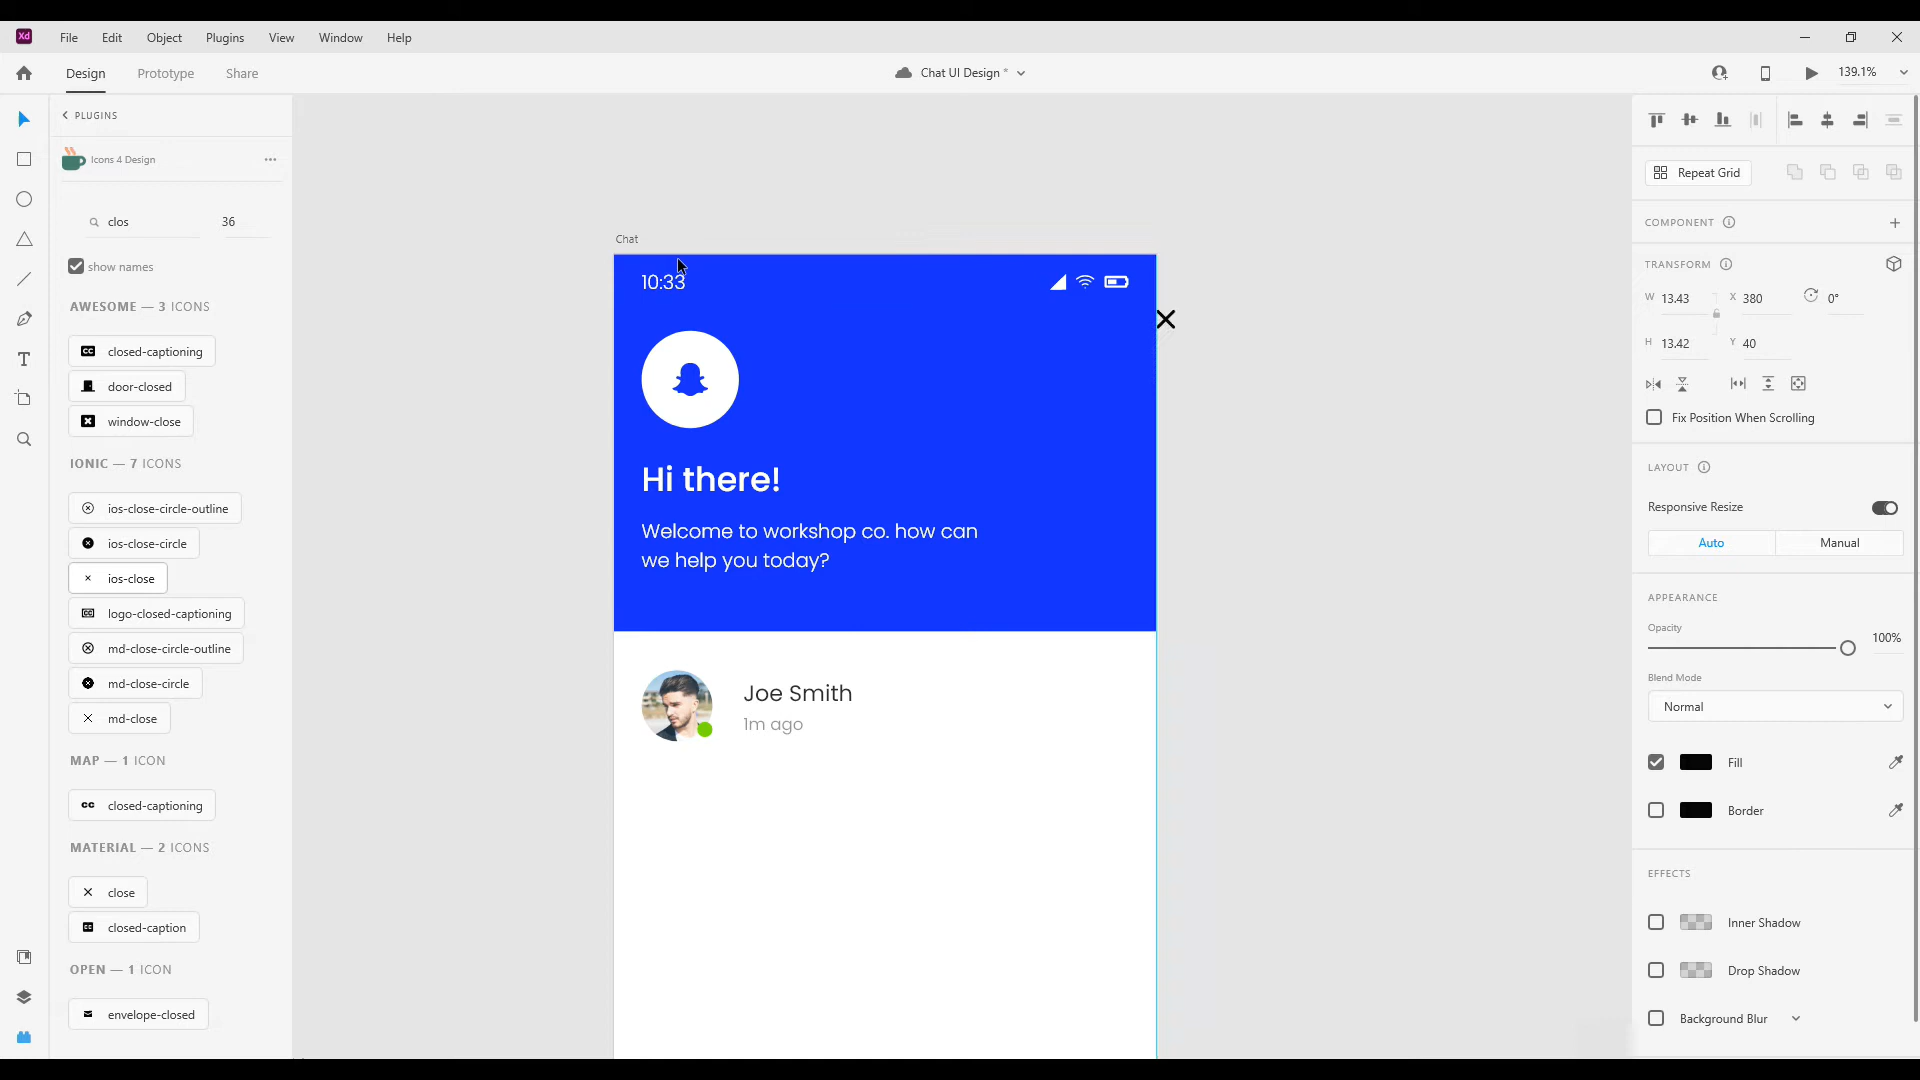 Xd File Edit Object Plugins View Window Help
Design Prototype Share Chat UI Design * 139.1%
PLUGINS
Icons 4 Design
clos 36
show names
AWESOME — 3 ICONS
CC closed-captioning
door-closed
window-close
IONIC — 7 ICONS
ios-close-circle-outline
ios-close-circle
ios-close
logo-closed-captioning
md-close-circle-outline
md-close-circle
md-close
MAP — 1 ICON
CC closed-captioning
MATERIAL — 2 ICONS
close
closed-caption
OPEN — 1 ICON
envelope-closed
Chat
10:33
Hi there!
Welcome to workshop co. how can
we help you today?
Joe Smith
1m ago
Repeat Grid
COMPONENT
TRANSFORM
W 13.43 X 380 0°
H 13.42 Y 40
Fix Position When Scrolling
LAYOUT
Responsive Resize
Auto Manual
APPEARANCE
Opacity
100%
Blend Mode
Normal
Fill
Border
EFFECTS
Inner Shadow
Drop Shadow
Background Blur